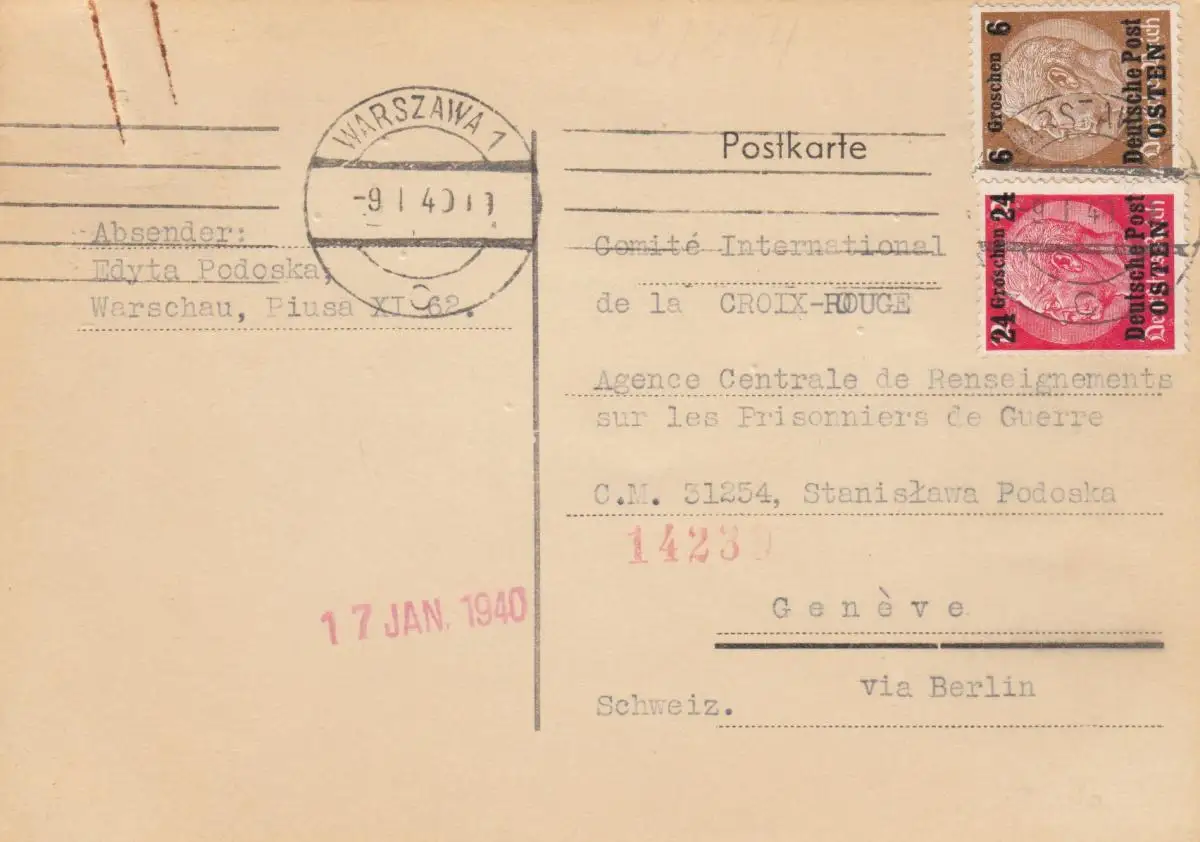 WARSZAWA 1
-9 I 40
C
Absender:
Edyta Podoska,
Warschau, Piusa XI 62.
17 JAN. 1940
Postkarte
6 Groschen 6
Deutsche Post
OSTEN
24 Groschen 24
Deutsche Post
OSTEN
Comité International
de la CROIX-ROUGE
Agence Centrale de Renseignements
sur les Prisonniers de Guerre
C.M. 31254, Stanisława Podoska
14230
Genève
via Berlin
Schweiz.